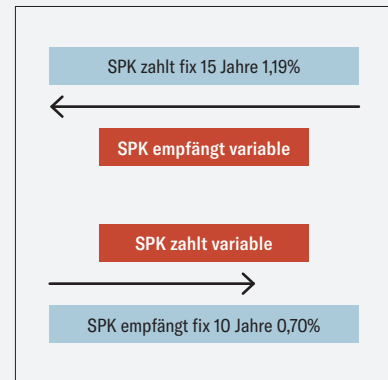 SPK zahlt fix 15 Jahre 1,19%
SPK empfängt variable
SPK zahlt variable
SPK empfängt fix 10 Jahre 0,70%